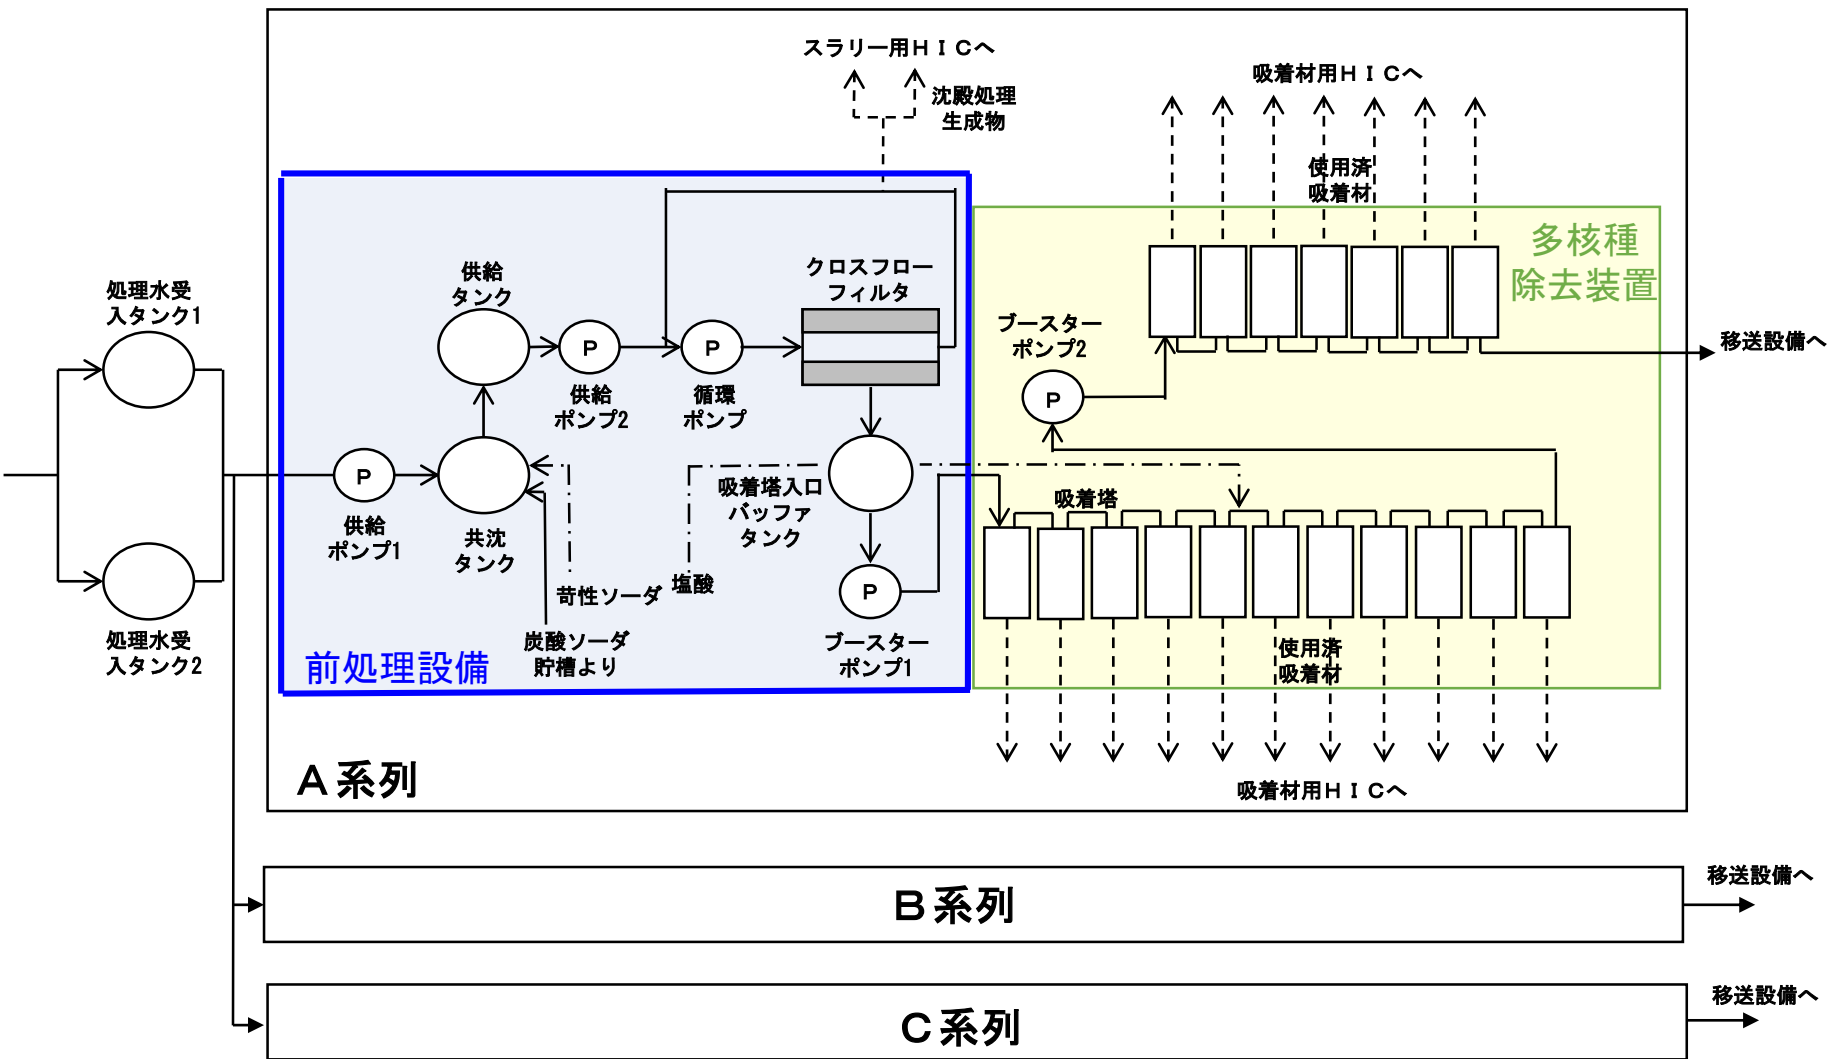 スラリー用ＨＩＣへ
沈殿処理
生成物
吸着材用ＨＩＣへ
使用済
吸着材
多核種
除去装置
処理水受
入タンク1
供給
タンク
クロスフロー
フィルタ
P
P
供給
ポンプ2
循環
ポンプ
ブースター
ポンプ2
P
移送設備へ
P
供給
ポンプ1
共沈
タンク
吸着塔入口
バッファ
タンク
吸着塔
苛性ソーダ
塩酸
P
炭酸ソーダ
貯槽より
ブースター
ポンプ1
使用済
吸着材
処理水受
入タンク2
前処理設備
Ａ系列
吸着材用ＨＩＣへ
Ｂ系列
移送設備へ
Ｃ系列
移送設備へ